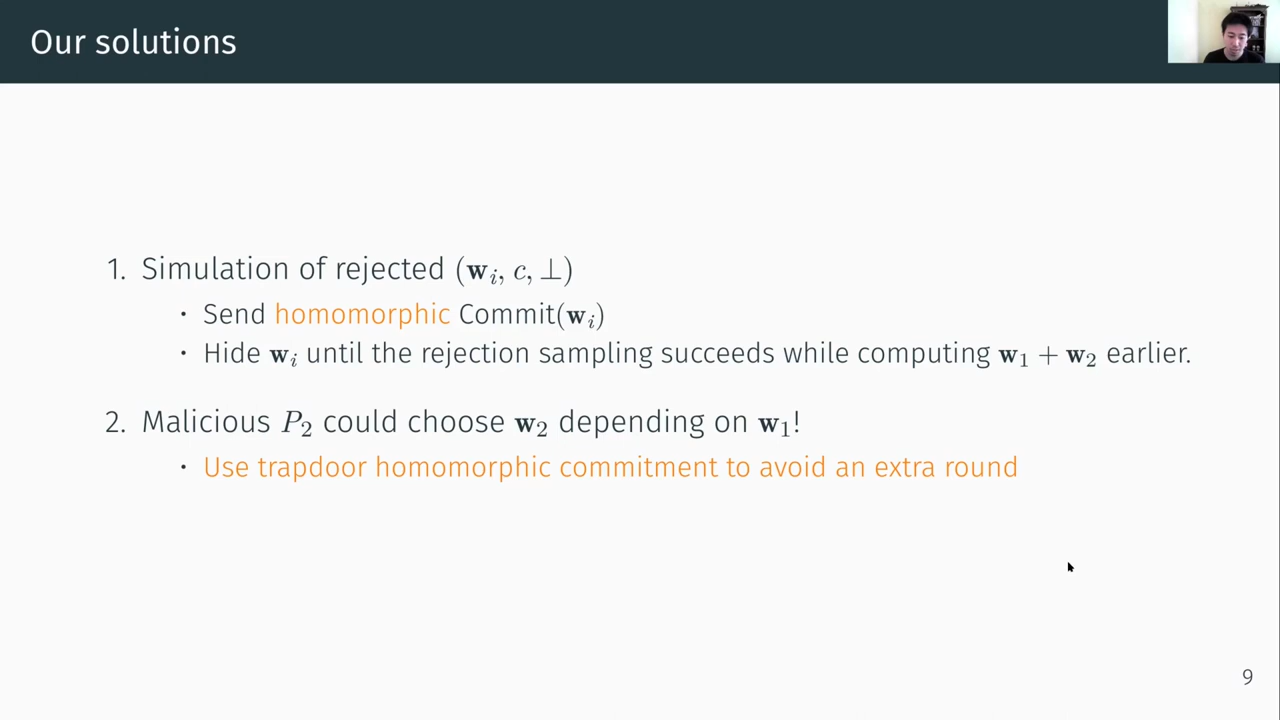 Our solutions
1. Simulation of rejected (w_i, c, ⊥)
• Send homomorphic Commit(w_i)
• Hide w_i until the rejection sampling succeeds while computing w_1 + w_2 earlier.
2. Malicious P_2 could choose w_2 depending on w_1!
• Use trapdoor homomorphic commitment to avoid an extra round
9